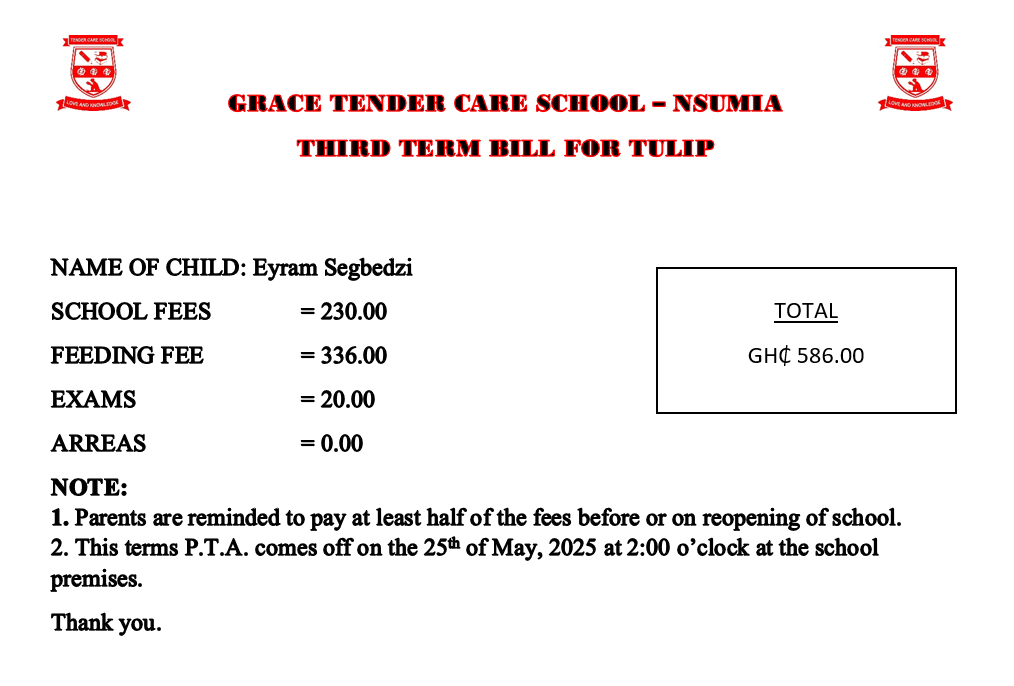 TENDER CARE SCHOOL
LOVE AND KNOWLEDGE
TENDER CARE SCHOOL
LOVE AND KNOWLEDGE
GRACE TENDER CARE SCHOOL – NSUMIA
THIRD TERM BILL FOR TULIP
NAME OF CHILD: Eyram Segbedzi
SCHOOL FEES = 230.00
FEEDING FEE = 336.00
EXAMS = 20.00
ARREAS = 0.00
TOTAL
GH₵ 586.00
NOTE:
1. Parents are reminded to pay at least half of the fees before or on reopening of school.
2. This terms P.T.A. comes off on the 25th of May, 2025 at 2:00 o’clock at the school
premises.
Thank you.